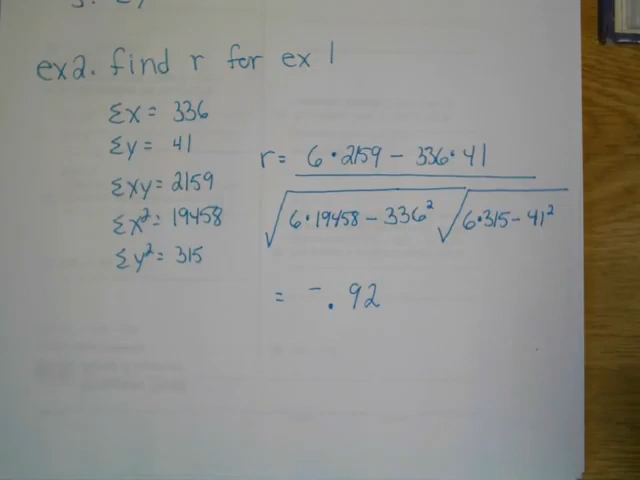 ex2. find r for ex 1
Σx = 336
Σy = 41
Σxy = 2159
Σx² = 19458
Σy² = 315
r = 6·2159 - 336·41
√6·19458 - 336² √6·315 - 41²
= -.92